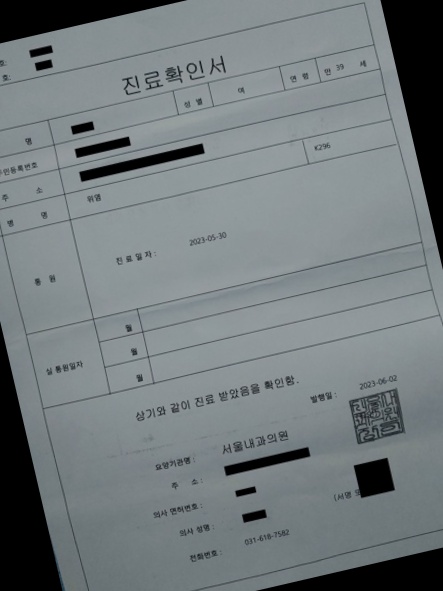 호:
호:
진료확인서
명 성 별 여 연 령 만 39 세
주민등록번호
주 소
병 명 위염 K296
통 원 진 료 일 자 : 2023-05-30
실 통원일자
월
월
월
상기와 같이 진료 받았음을 확인함.
발행일 : 2023-06-02
요양기관명 : 서울내과의원
주 소 :
의사 면허번호 :
의사 성명 : (서명 또
전화번호 : 031-618-7582